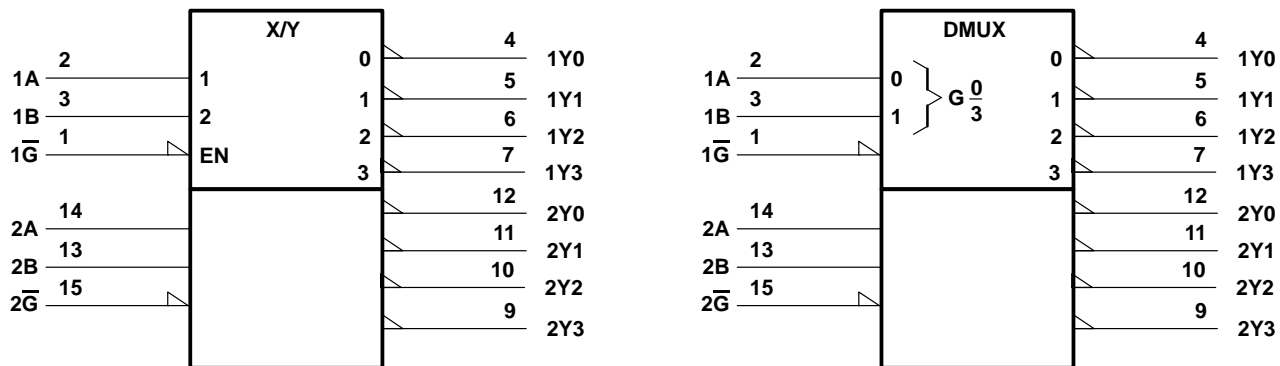 X/Y
0 4 1Y0
1A 2 1
1 5 1Y1
1B 3 2
2 6 1Y2
1G̅ 1 EN
3 7 1Y3
12 2Y0
2A 14
11 2Y1
2B 13
10 2Y2
2G̅ 15
9 2Y3
DMUX
0 4 1Y0
1A 2 0
G 0/3
1 5 1Y1
1B 3 1
2 6 1Y2
1G̅ 1
3 7 1Y3
12 2Y0
2A 14
11 2Y1
2B 13
10 2Y2
2G̅ 15
9 2Y3